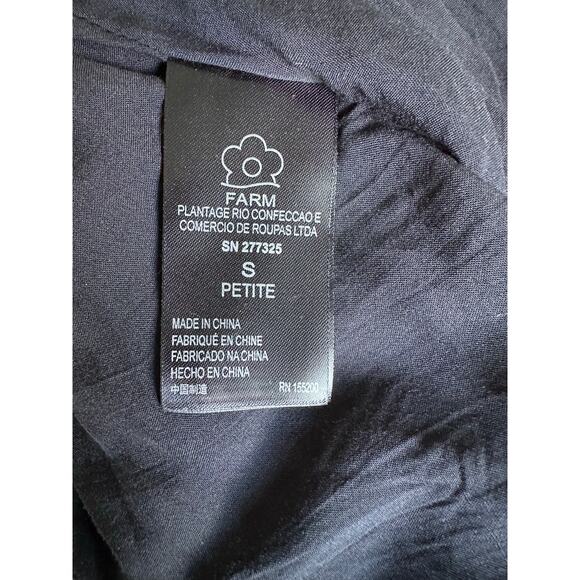 FARM
PLANTAGE RIO CONFECCAO E
COMERCIO DE ROUPAS LTDA
SN 277325
S
PETITE
MADE IN CHINA
FABRIQUÉ EN CHINE
FABRICADO NA CHINA
HECHO EN CHINA
中国制造 RN 155200